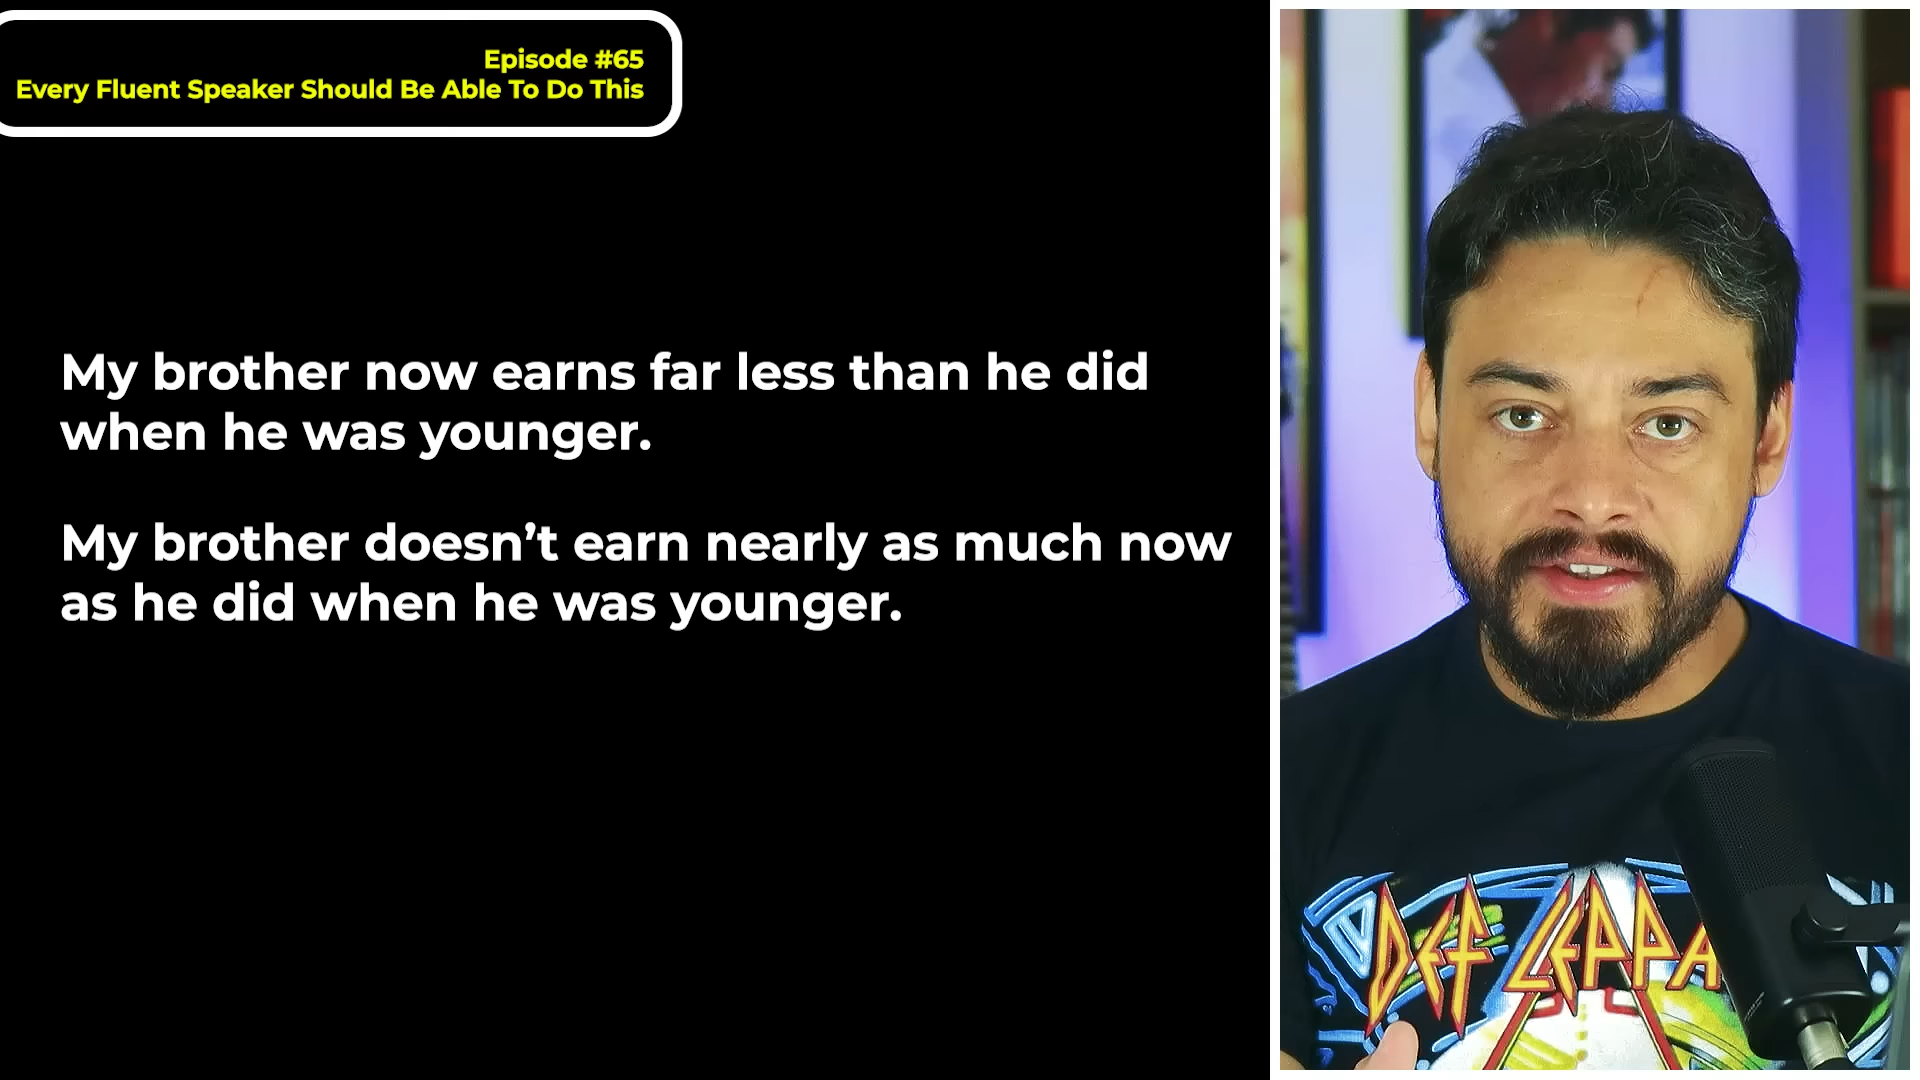 Episode #65
Every Fluent Speaker Should Be Able To Do This
My brother now earns far less than he did
when he was younger.
My brother doesn’t earn nearly as much now
as he did when he was younger.
DEF LEPPA